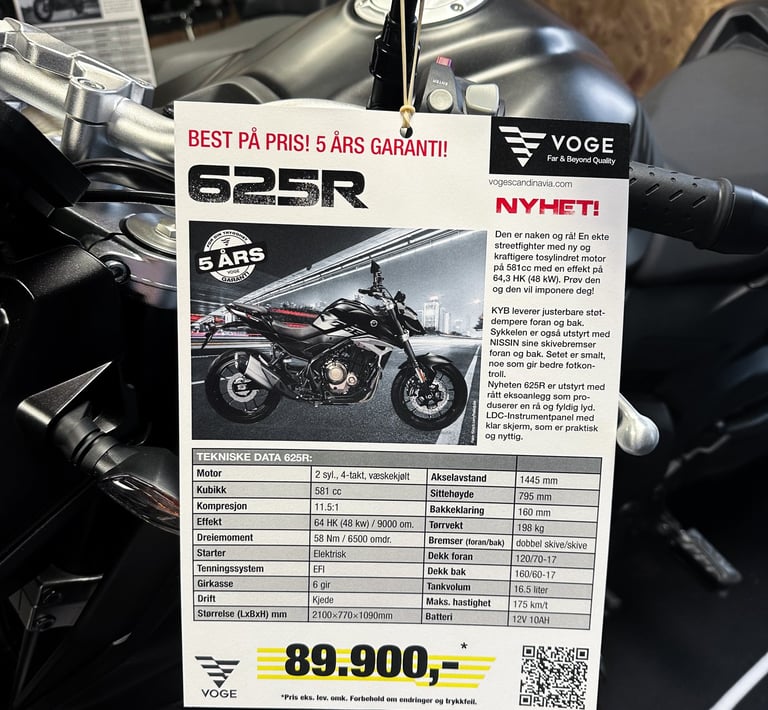 ENTER
BEST PÅ PRIS! 5 ÅRS GARANTI!
625R
VOGE
Far & Beyond Quality
vogescandinavia.com
NYHET!
5 ÅRS
VOGE
GARANTI
Den er naken og rå! En ekte
streetfighter med ny og
kraftigere tosylindret motor
på 581cc med en effekt på
64,3 HK (48 kW). Prøv den
og den vil imponere deg!
KYB leverer justerbare støt-
dempere foran og bak.
Sykkelen er også utstyrt med
NISSIN sine skivebremser
foran og bak. Setet er smalt,
noe som gir bedre fotkon-
troll.
Nyheten 625R er utstyrt med
rått eksoanlegg som pro-
duserer en rå og fyldig lyd.
LDC-Instrumentpanel med
klar skjerm, som er praktisk
og nyttig.
TEKNISKE DATA 625R:
Motor 2 syl., 4-takt, væskekjølt Akselavstand 1445 mm
Kubikk 581 cc Sittehøyde 795 mm
Kompresjon 11.5:1 Bakkeklaring 160 mm
Effekt 64 HK (48 kw) / 9000 om. Tørrvekt 198 kg
Dreiemoment 58 Nm / 6500 omdr. Bremser (foran/bak) dobbel skive/skive
Starter Elektrisk Dekk foran 120/70-17
Tenningssystem EFI Dekk bak 160/60-17
Girkasse 6 gir Tankvolum 16.5 liter
Drift Kjede Maks. hastighet 175 km/t
Størrelse (LxBxH) mm 2100×770×1090mm Batteri 12V 10AH
89.900,-*
VOGE
*Pris eks. lev. omk. Forbehold om endringer og trykkfeil.